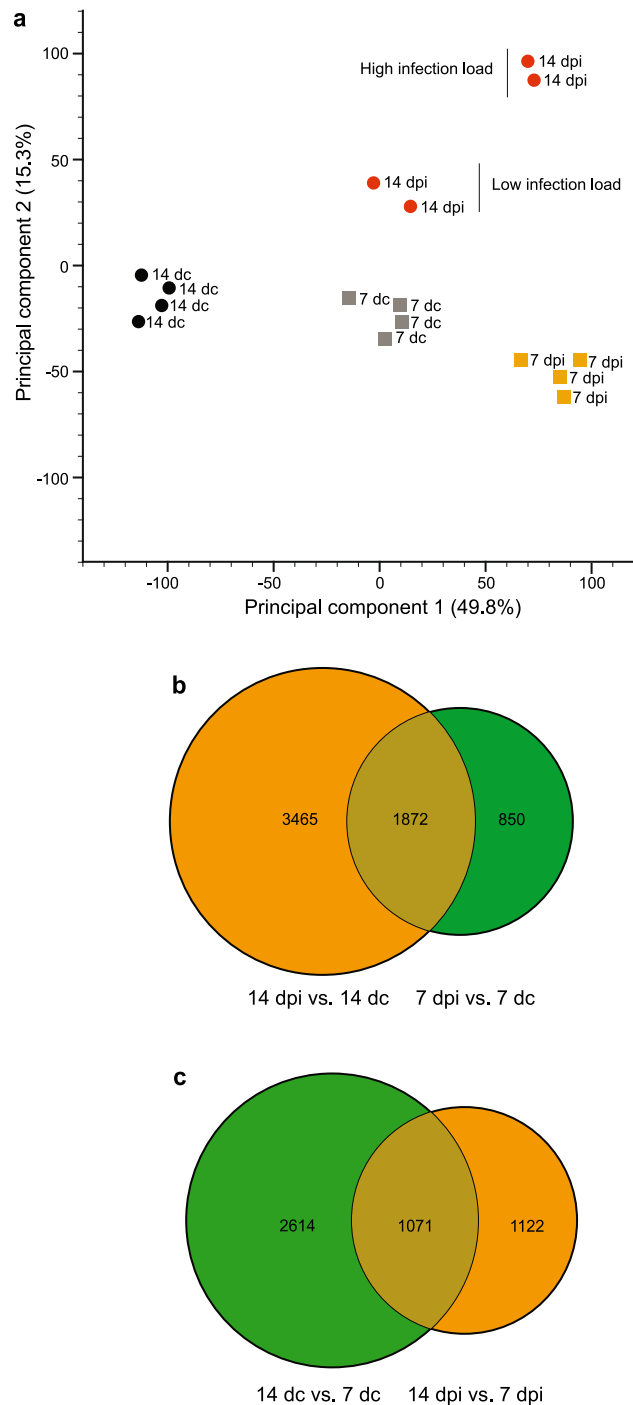 a
100
50
0
-50
-100
Principal component 2 (15.3%)
High infection load
14 dpi
14 dpi
14 dpi
14 dpi
Low infection load
14 dc
14 dc
14 dc
14 dc
7 dc
7 dc
7 dc
7 dc
7 dpi
7 dpi
7 dpi
7 dpi
-100
-50
0
50
100
Principal component 1 (49.8%)
b
3465
1872
850
14 dpi vs. 14 dc
7 dpi vs. 7 dc
c
2614
1071
1122
14 dc vs. 7 dc
14 dpi vs. 7 dpi